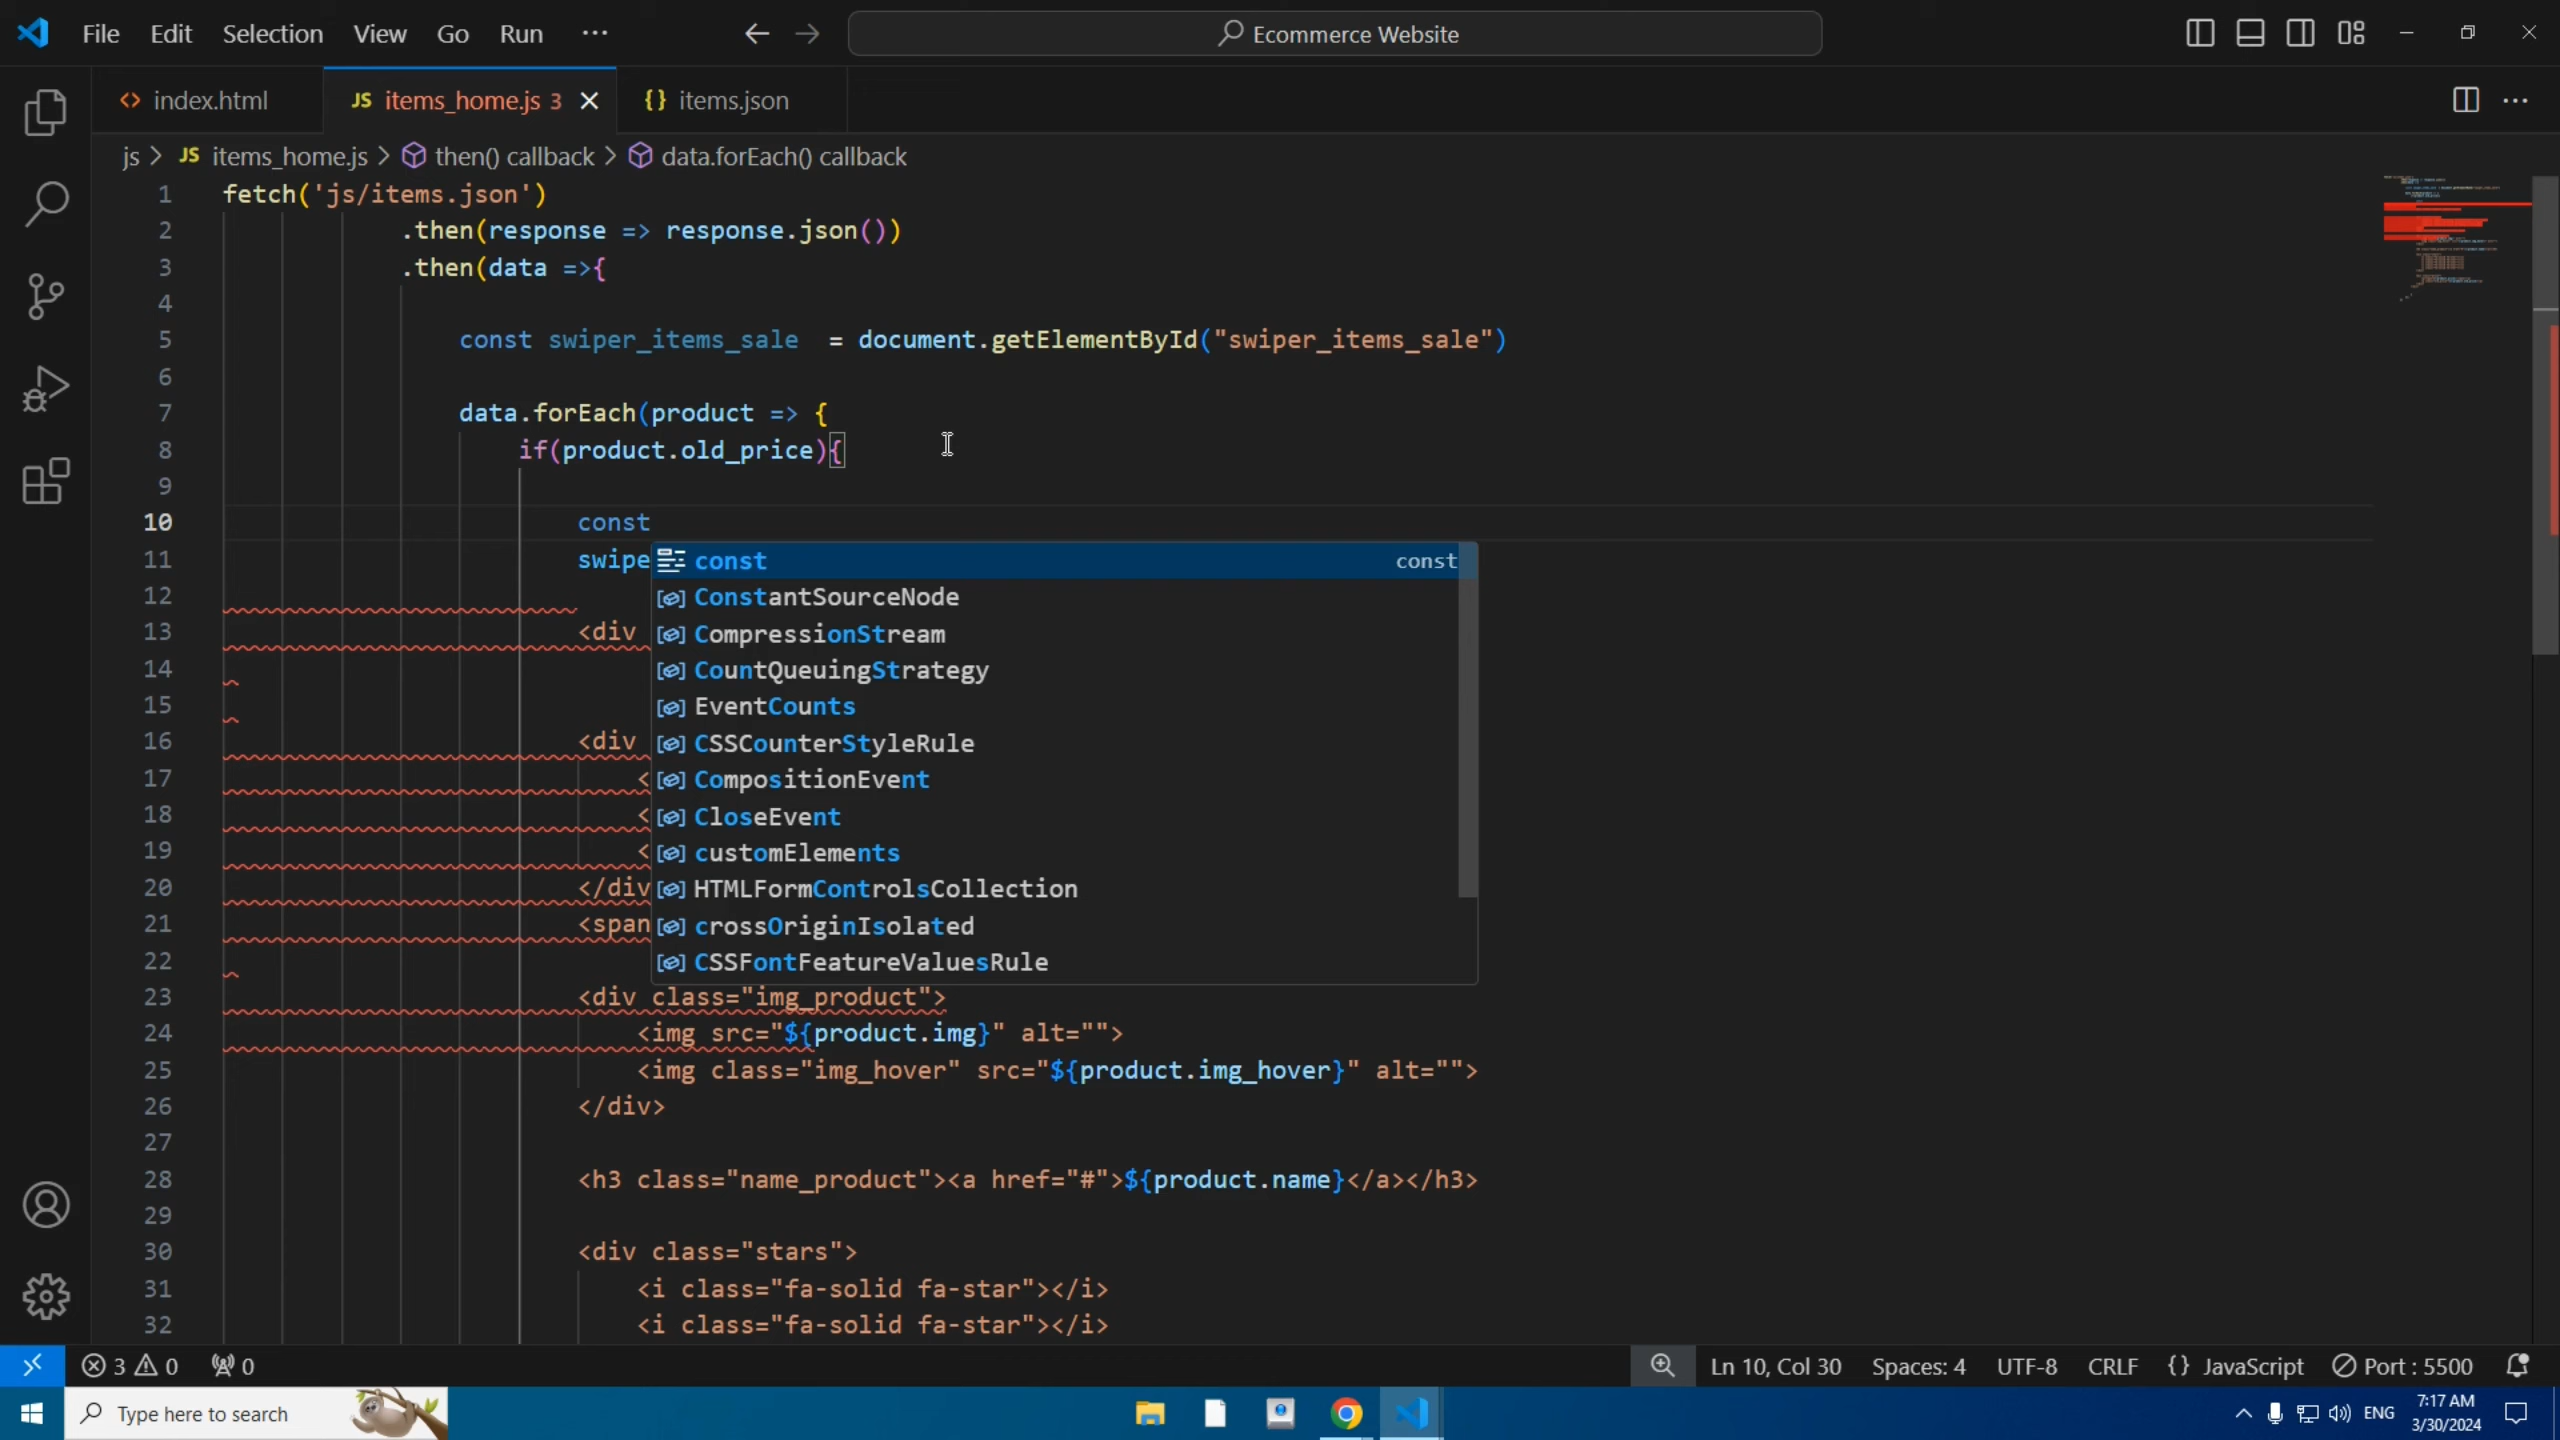 File Edit Selection View Go Run ··· Ecommerce Website
index.html JS items_home.js 3 {} items.json
js > JS items_home.js > then() callback > data.forEach() callback
1 fetch('js/items.json')
2 .then(response => response.json())
3 .then(data =>{
4
5 const swiper_items_sale = document.getElementById("swiper_items_sale")
6
7 data.forEach(product => {
8 if(product.old_price){
9
10 const
11 swipe const const
12 ConstantSourceNode
13 <div CompressionStream
14 CountQueuingStrategy
15 EventCounts
16 <div CSSCounterStyleRule
17 < CompositionEvent
18 < CloseEvent
19 < customElements
20 </div HTMLFormControlsCollection
21 <span crossOriginIsolated
22 CSSFontFeatureValuesRule
23 <div class="img_product">
24 <img src="${product.img}" alt="">
25 <img class="img_hover" src="${product.img_hover}" alt="">
26 </div>
27
28 <h3 class="name_product"><a href="#">${product.name}</a></h3>
29
30 <div class="stars">
31 <i class="fa-solid fa-star"></i>
32 <i class="fa-solid fa-star"></i>
3 0 0 Ln 10, Col 30 Spaces: 4 UTF-8 CRLF {} JavaScript Port : 5500
Type here to search ENG 7:17 AM
3/30/2024